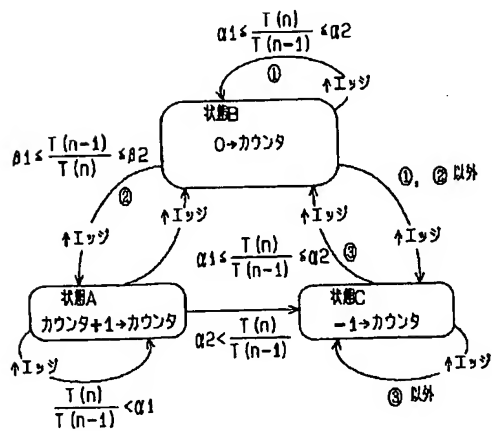 α1≤T(n)/T(n-1)≤α2
①
↑エッジ
状態B
0→カウンタ
β1≤T(n-1)/T(n)≤β2
②
↑エッジ
↑エッジ
↑エッジ
①, ② 以外
↑エッジ
α1≤T(n)/T(n-1)≤α2
③
状態A
カウンタ+1→カウンタ
α2<T(n)/T(n-1)
状態C
-1→カウンタ
↑エッジ
T(n)/T(n-1)<α1
↑エッジ
③ 以外